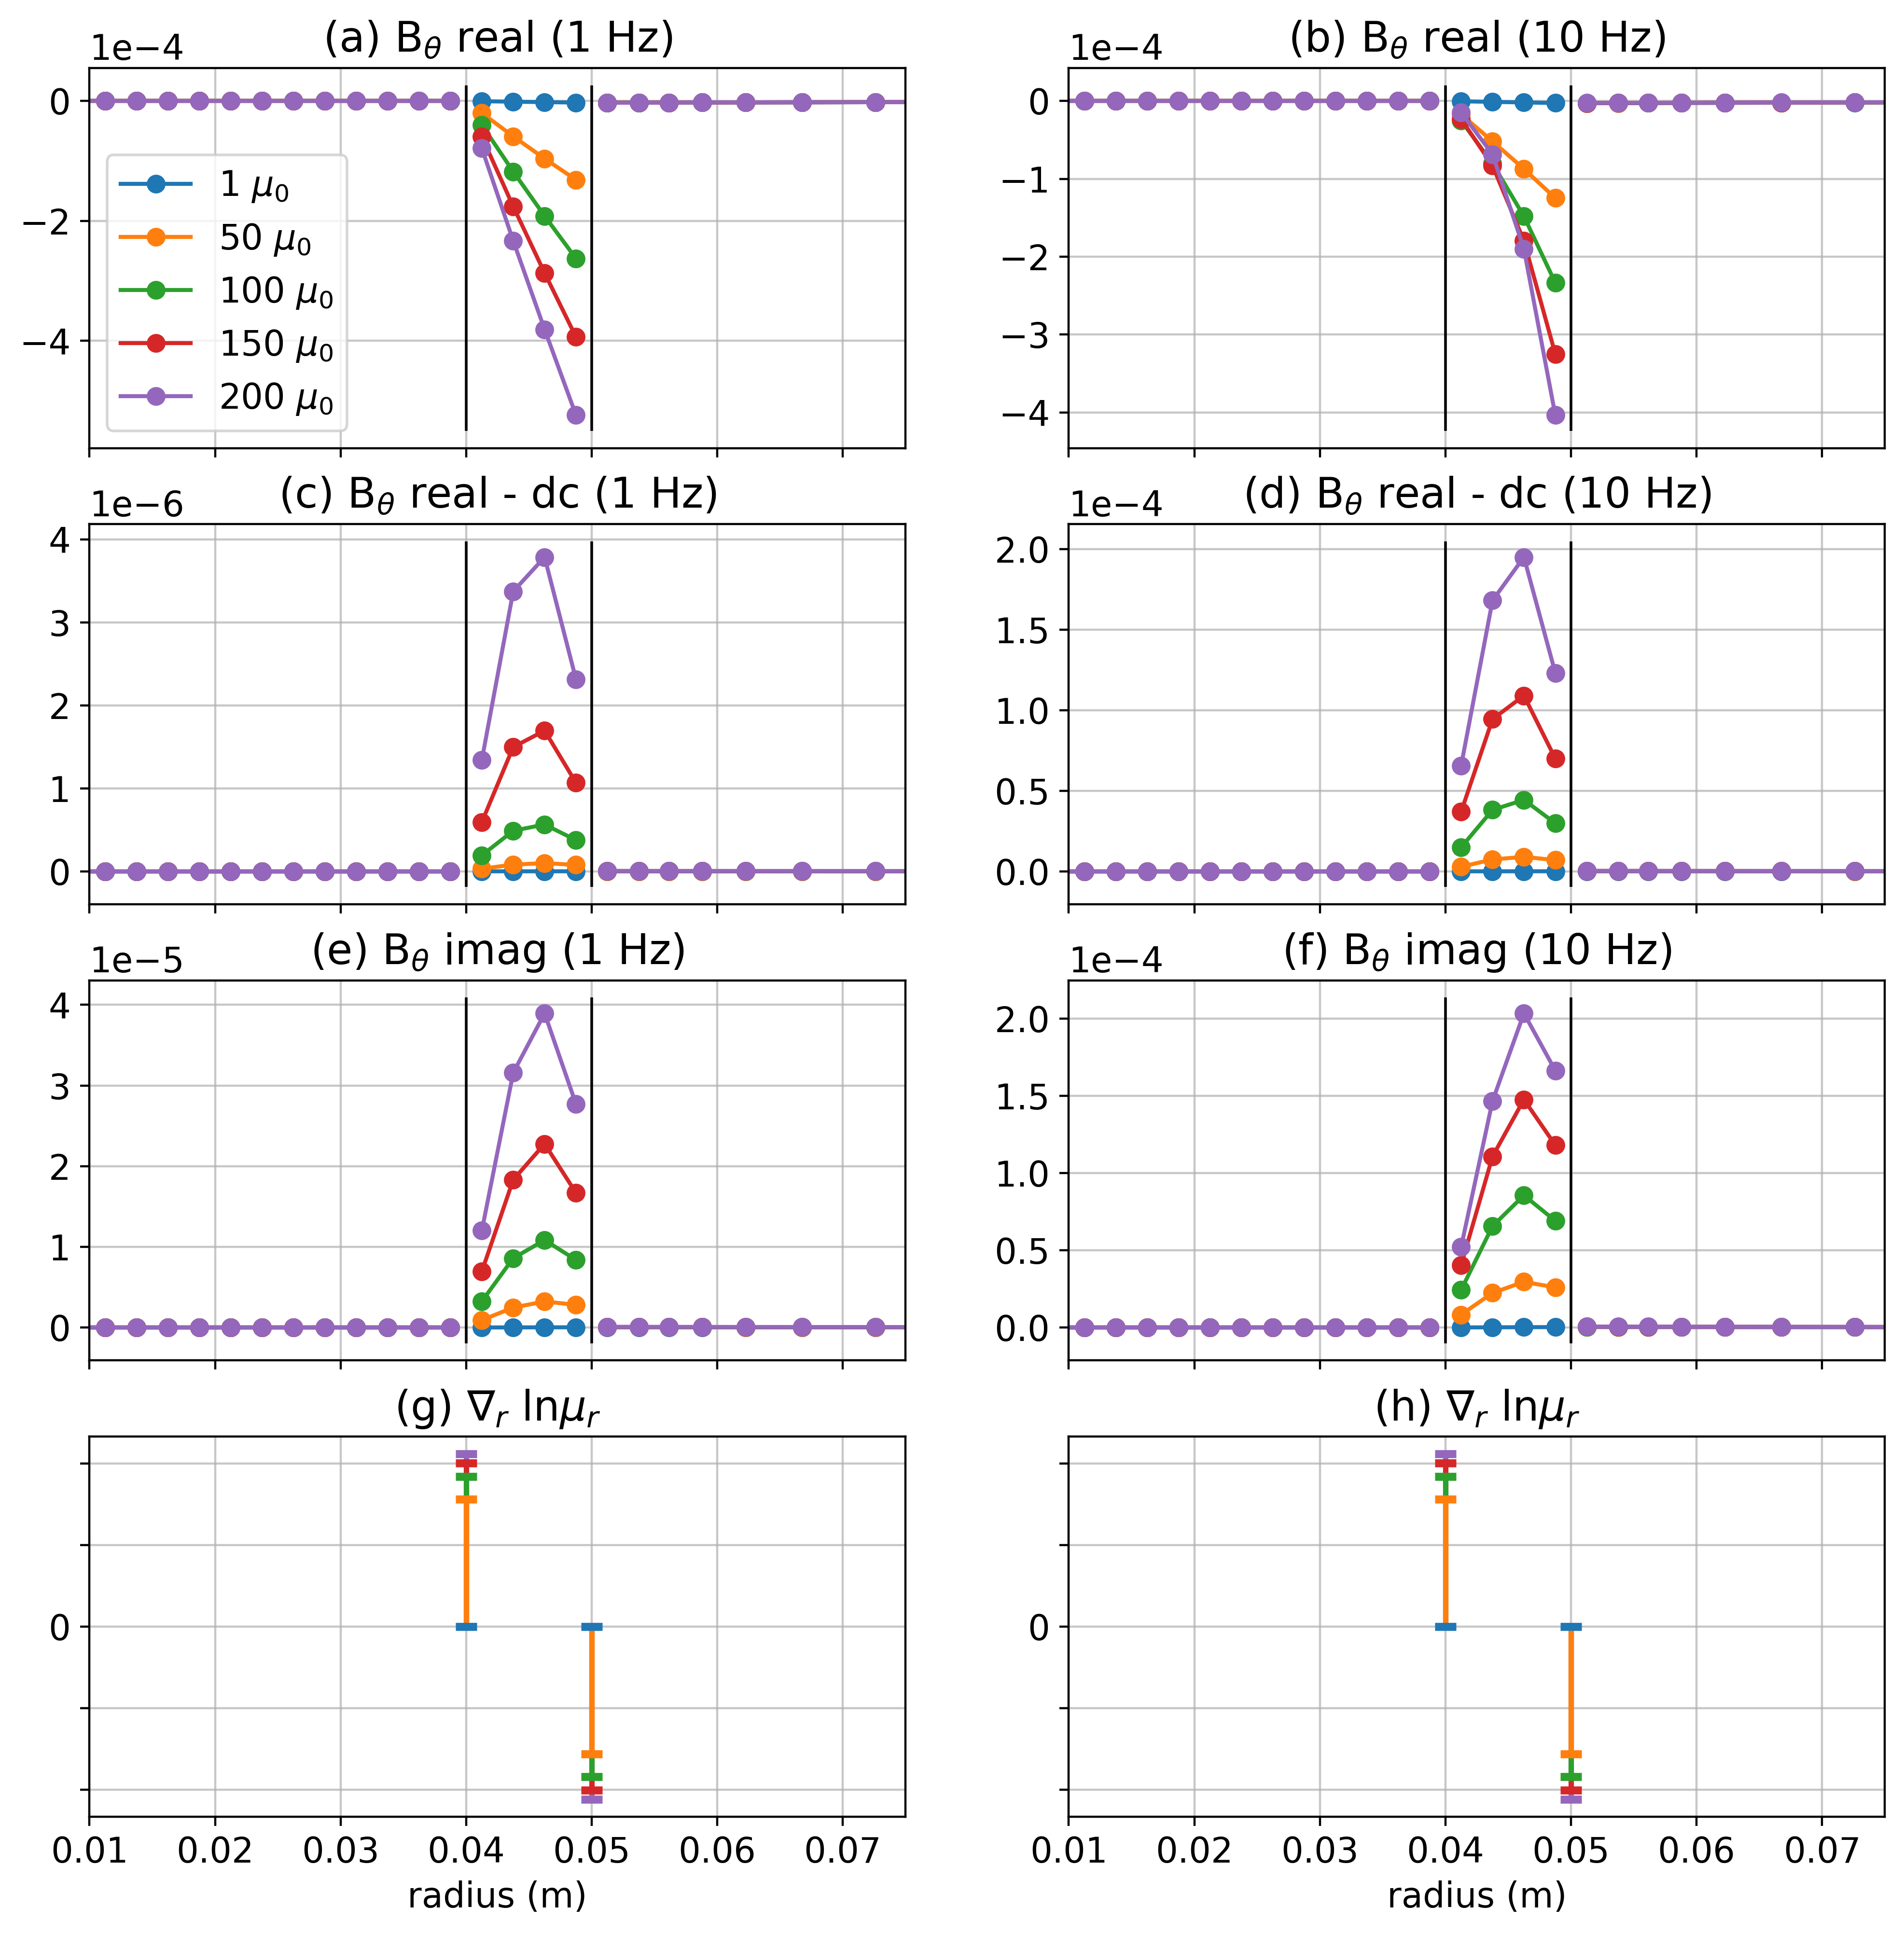 (a) Bθ real (1 Hz)
1e−4
0
−2
−4
1 μ0
50 μ0
100 μ0
150 μ0
200 μ0
(b) Bθ real (10 Hz)
1e−4
0
−1
−2
−3
−4
(c) Bθ real - dc (1 Hz)
1e−6
4
3
2
1
0
(d) Bθ real - dc (10 Hz)
1e−4
2.0
1.5
1.0
0.5
0.0
(e) Bθ imag (1 Hz)
1e−5
4
3
2
1
0
(f) Bθ imag (10 Hz)
1e−4
2.0
1.5
1.0
0.5
0.0
(g) ∇r lnμr
0
0.01 0.02 0.03 0.04 0.05 0.06 0.07
radius (m)
(h) ∇r lnμr
0
0.01 0.02 0.03 0.04 0.05 0.06 0.07
radius (m)